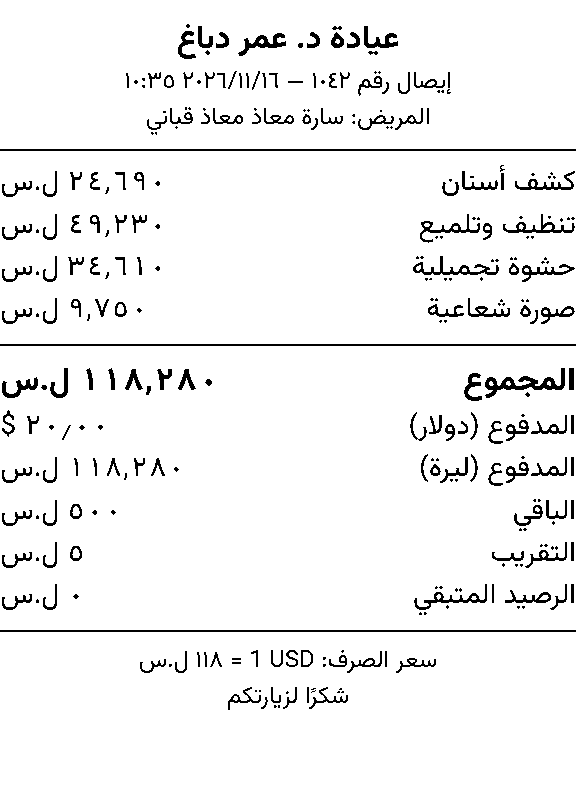 عيادة د. عمر دباغ
إيصال رقم ١٠٤٢ — ٢٠٢٦/١١/١٦ ١٠:٣٥
المريض: سارة معاذ معاذ قباني
كشف أسنان ٢٤,٦٩٠ ل.س
تنظيف وتلميع ٤٩,٢٣٠ ل.س
حشوة تجميلية ٣٤,٦١٠ ل.س
صورة شعاعية ٩,٧٥٠ ل.س
المجموع ١١٨,٢٨٠ ل.س
المدفوع (دولار) ٢٠٫٠٠ $
المدفوع (ليرة) ١١٨,٢٨٠ ل.س
الباقي ٥٠٠ ل.س
التقريب ٥ ل.س
الرصيد المتبقي ٠ ل.س
سعر الصرف: 1 USD = ١١٨ ل.س
شكرًا لزيارتكم